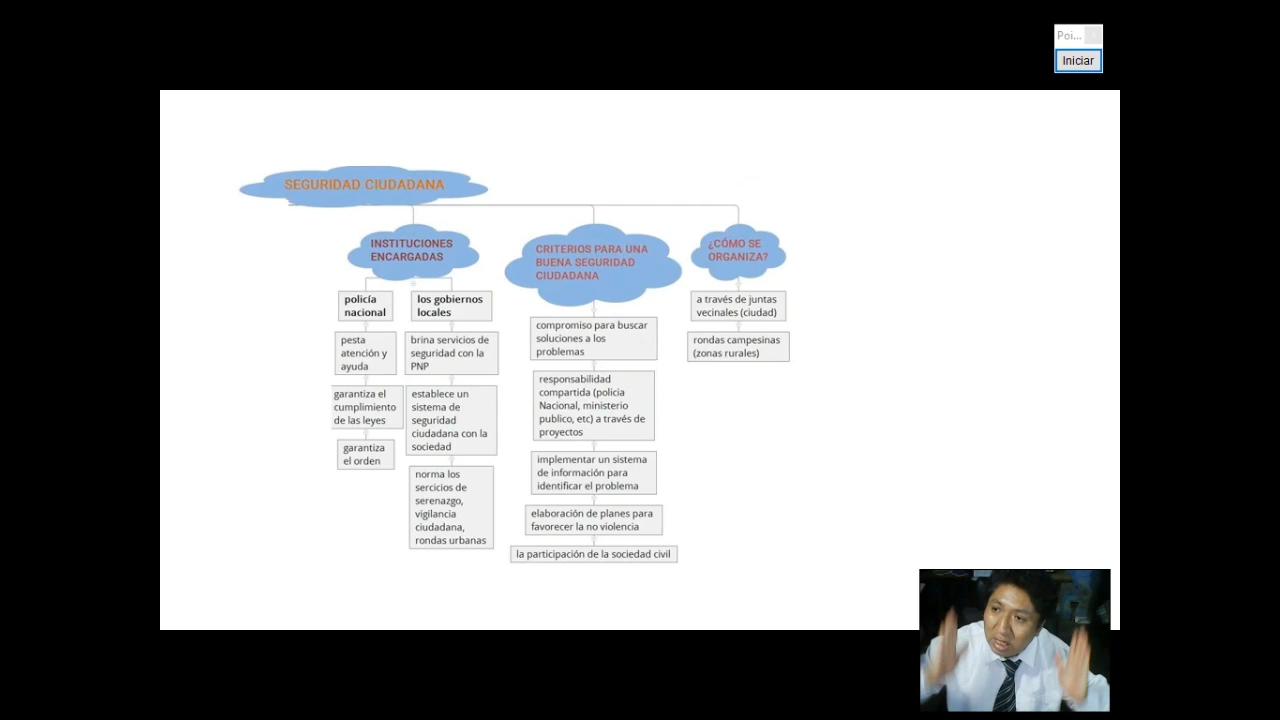 Poi...
Iniciar
SEGURIDAD CIUDADANA
INSTITUCIONES
ENCARGADAS
policía
nacional
pesta
atención y
ayuda
garantiza el
cumplimiento
de las leyes
garantiza
el orden
los gobiernos
locales
brina servicios de
seguridad con la
PNP
establece un
sistema de
seguridad
ciudadana con la
sociedad
norma los
sercicios de
serenazgo,
vigilancia
ciudadana,
rondas urbanas
CRITERIOS PARA UNA
BUENA SEGURIDAD
CIUDADANA
compromiso para buscar
soluciones a los
problemas
responsabilidad
compartida (policia
Nacional, ministerio
publico, etc) a través de
proyectos
implementar un sistema
de información para
identificar el problema
elaboración de planes para
favorecer la no violencia
la participación de la sociedad civil
¿CÓMO SE
ORGANIZA?
a través de juntas
vecinales (ciudad)
rondas campesinas
(zonas rurales)